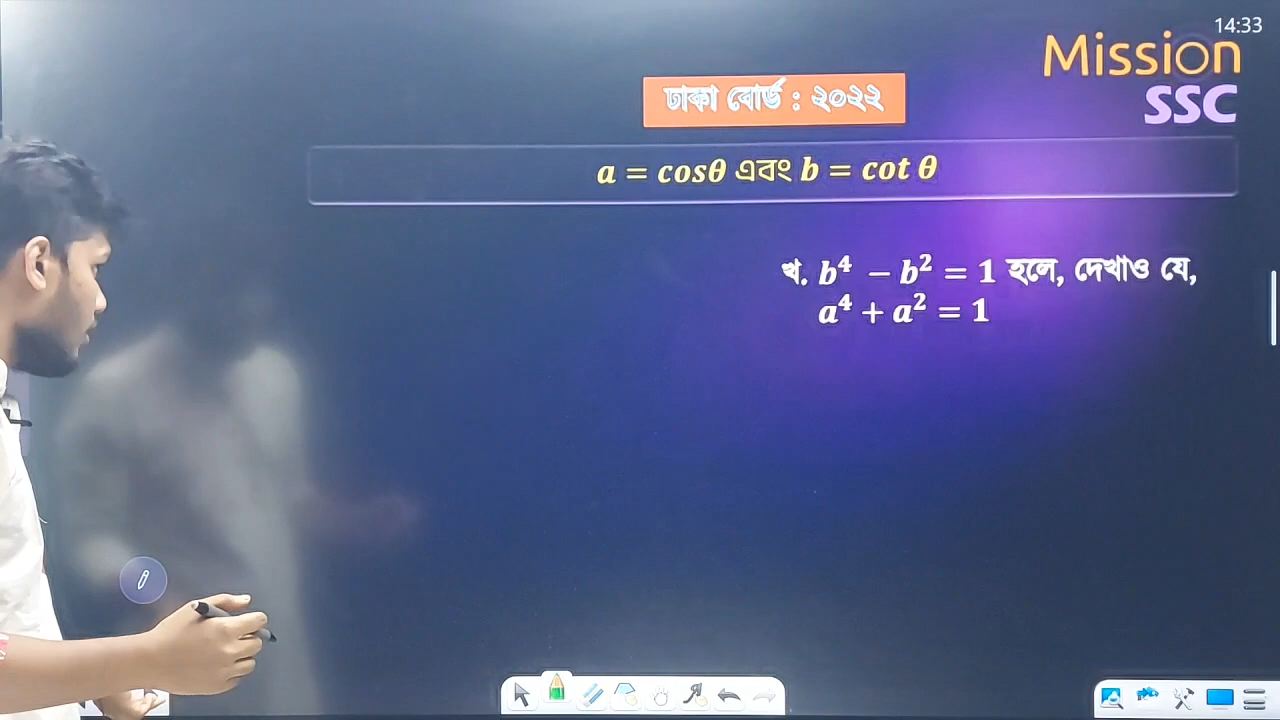 14:33
Mission
SSC
ঢাকা বোর্ড : ২০২২
a = cosθ এবং b = cot θ
খ. b⁴ − b² = 1 হলে, দেখাও যে,
a⁴ + a² = 1